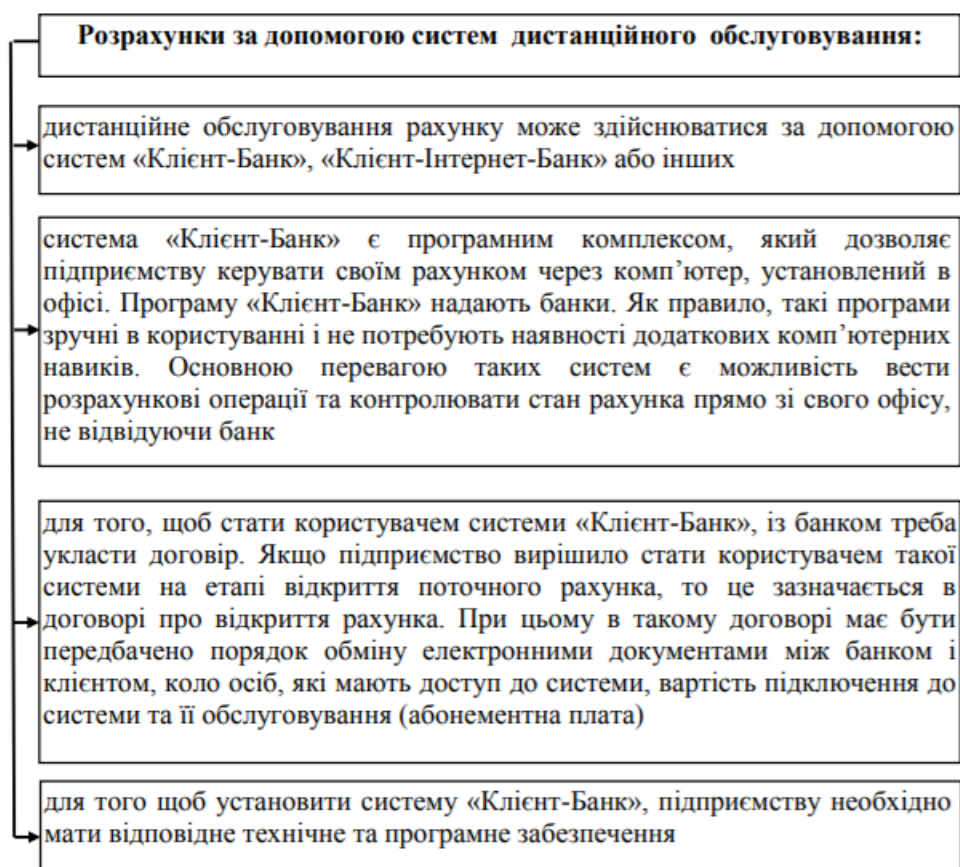 Розрахунки за допомогою систем дистанційного обслуговування:
дистанційне обслуговування рахунку може здійснюватися за допомогою
систем «Клієнт-Банк», «Клієнт-Інтернет-Банк» або інших
система «Клієнт-Банк» є програмним комплексом, який дозволяє
підприємству керувати своїм рахунком через комп’ютер, установлений в
офісі. Програму «Клієнт-Банк» надають банки. Як правило, такі програми
зручні в користуванні і не потребують наявності додаткових комп’ютерних
навиків. Основною перевагою таких систем є можливість вести
розрахункові операції та контролювати стан рахунка прямо зі свого офісу,
не відвідуючи банк
для того, щоб стати користувачем системи «Клієнт-Банк», із банком треба
укласти договір. Якщо підприємство вирішило стати користувачем такої
системи на етапі відкриття поточного рахунка, то це зазначається в
договорі про відкриття рахунка. При цьому в такому договорі має бути
передбачено порядок обміну електронними документами між банком і
клієнтом, коло осіб, які мають доступ до системи, вартість підключення до
системи та її обслуговування (абонементна плата)
для того щоб установити систему «Клієнт-Банк», підприємству необхідно
мати відповідне технічне та програмне забезпечення